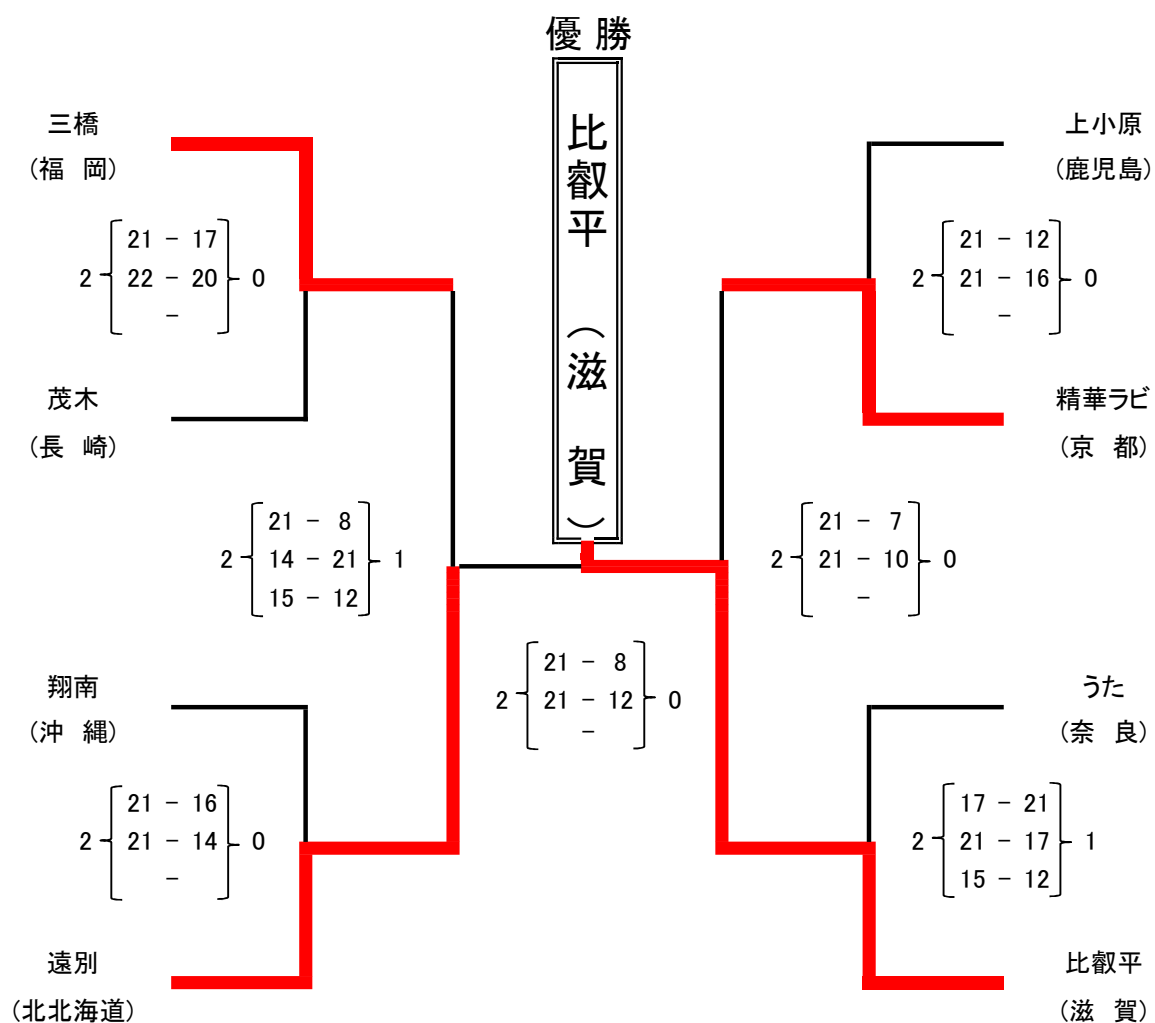 優 勝
比叡平 (滋 賀)
三橋
(福 岡)
2 21 - 17 0
22 - 20
-
茂木
(長 崎)
2 21 - 8 1
14 - 21
15 - 12
翔南
(沖 縄)
2 21 - 16 0
21 - 14
-
遠別
(北北海道)
2 21 - 8 0
21 - 12
-
上小原
(鹿児島)
2 21 - 12 0
21 - 16
-
精華ラビ
(京 都)
2 21 - 7 0
21 - 10
-
うた
(奈 良)
2 17 - 21 1
21 - 17
15 - 12
比叡平
(滋 賀)